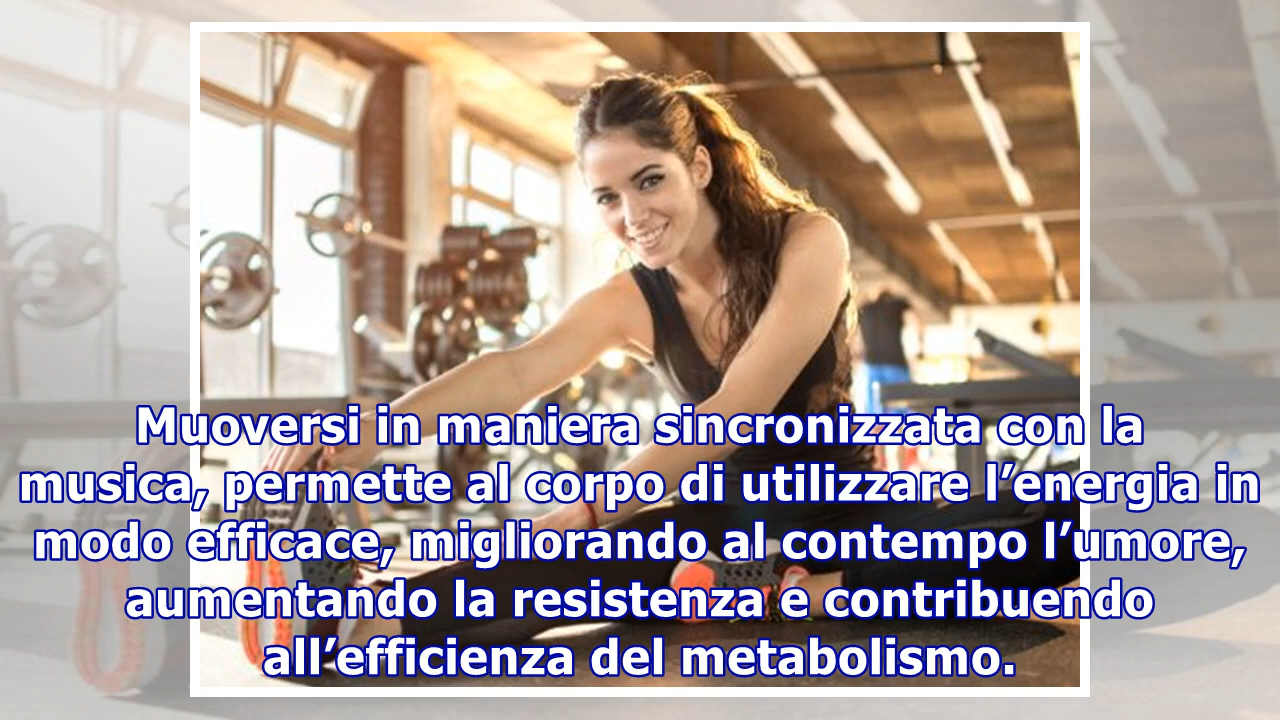 Muoversi in maniera sincronizzata con la
musica, permette al corpo di utilizzare l’energia in
modo efficace, migliorando al contempo l’umore,
aumentando la resistenza e contribuendo
all’efficienza del metabolismo.